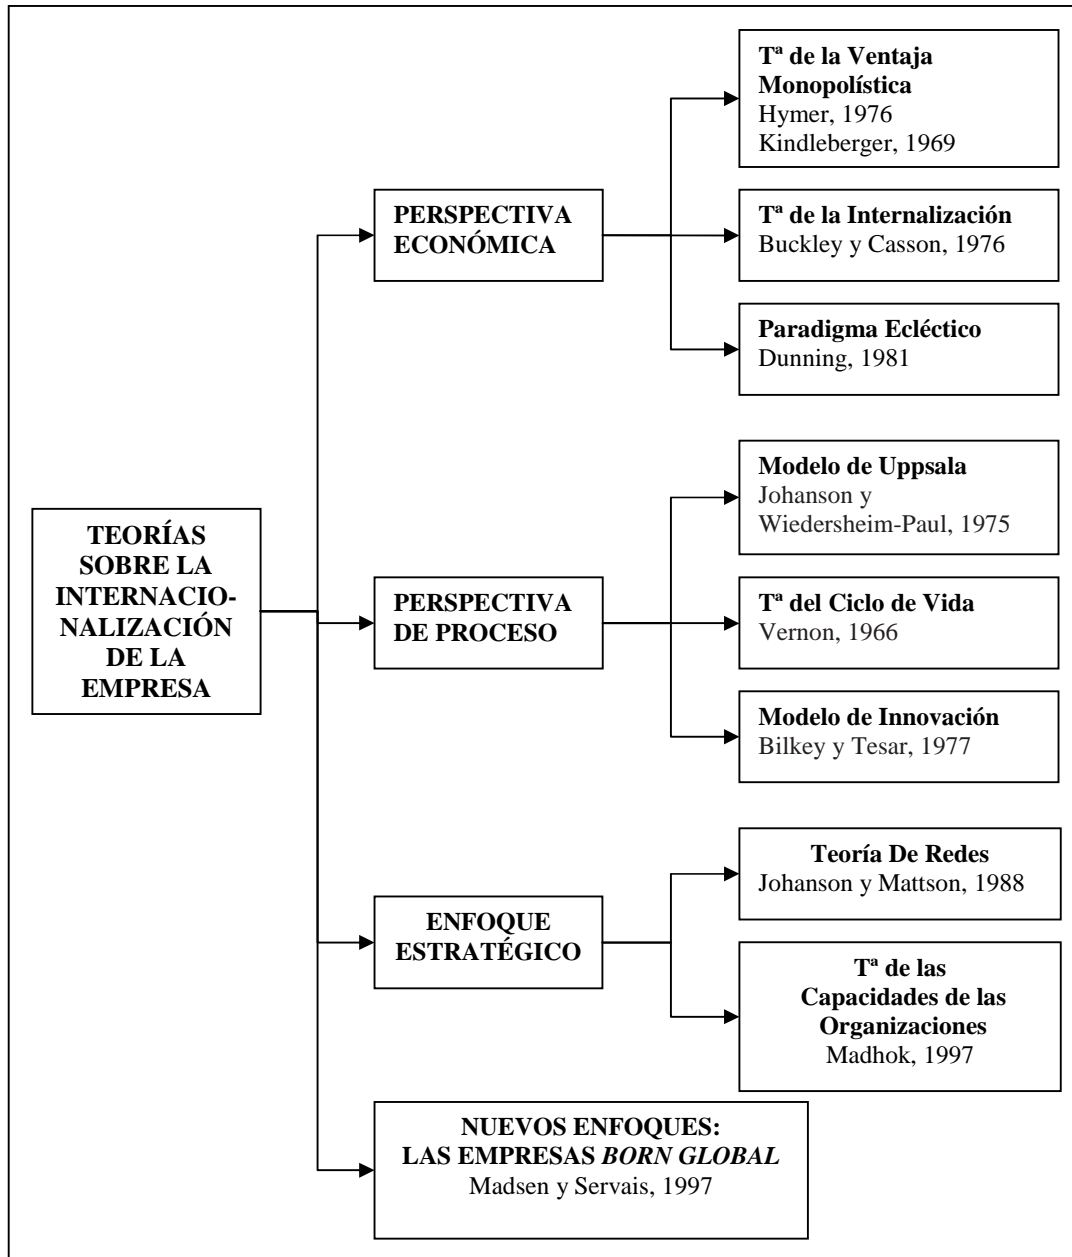 TEORÍAS
SOBRE LA
INTERNACIO-
NALIZACIÓN
DE LA
EMPRESA
PERSPECTIVA
ECONÓMICA
Tª de la Ventaja
Monopolística
Hymer, 1976
Kindleberger, 1969
Tª de la Internalización
Buckley y Casson, 1976
Paradigma Ecléctico
Dunning, 1981
PERSPECTIVA
DE PROCESO
Modelo de Uppsala
Johanson y
Wiedersheim-Paul, 1975
Tª del Ciclo de Vida
Vernon, 1966
Modelo de Innovación
Bilkey y Tesar, 1977
ENFOQUE
ESTRATÉGICO
Teoría De Redes
Johanson y Mattson, 1988
Tª de las
Capacidades de las
Organizaciones
Madhok, 1997
NUEVOS ENFOQUES:
LAS EMPRESAS BORN GLOBAL
Madsen y Servais, 1997